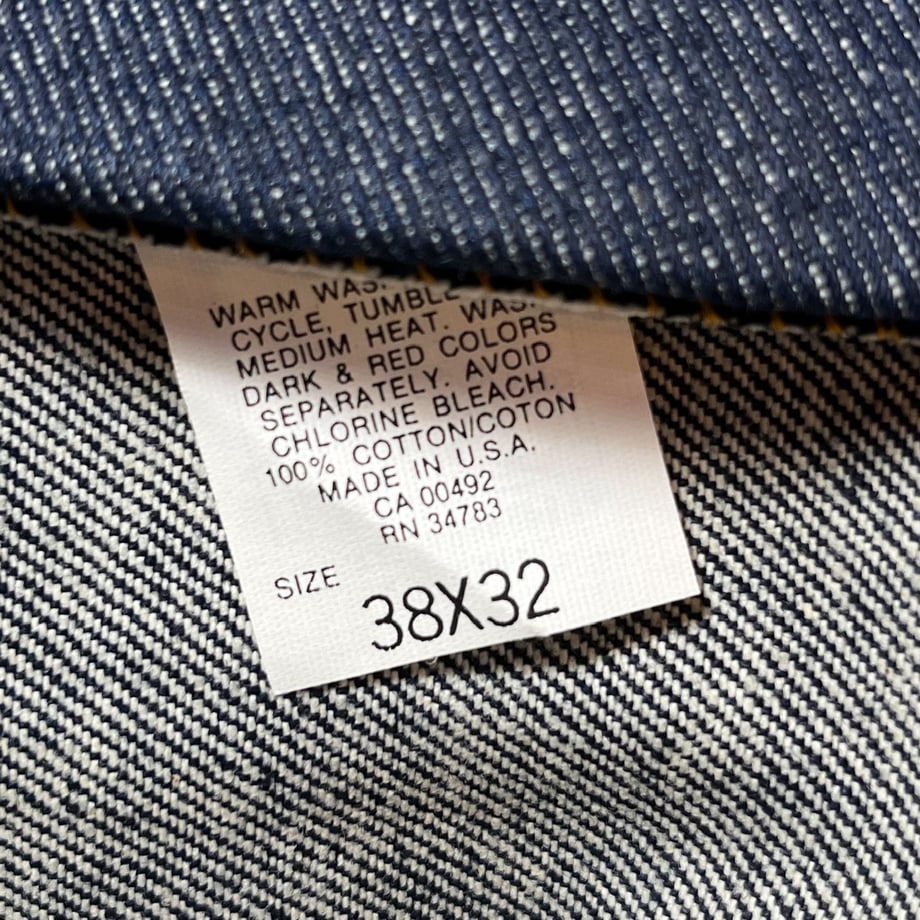 WARM WAS
CYCLE, TUMBLE
MEDIUM HEAT. WAS
DARK & RED COLORS
SEPARATELY. AVOID
CHLORINE BLEACH.
100% COTTON/COTON
MADE IN U.S.A.
CA 00492
RN 34783
SIZE 38X32